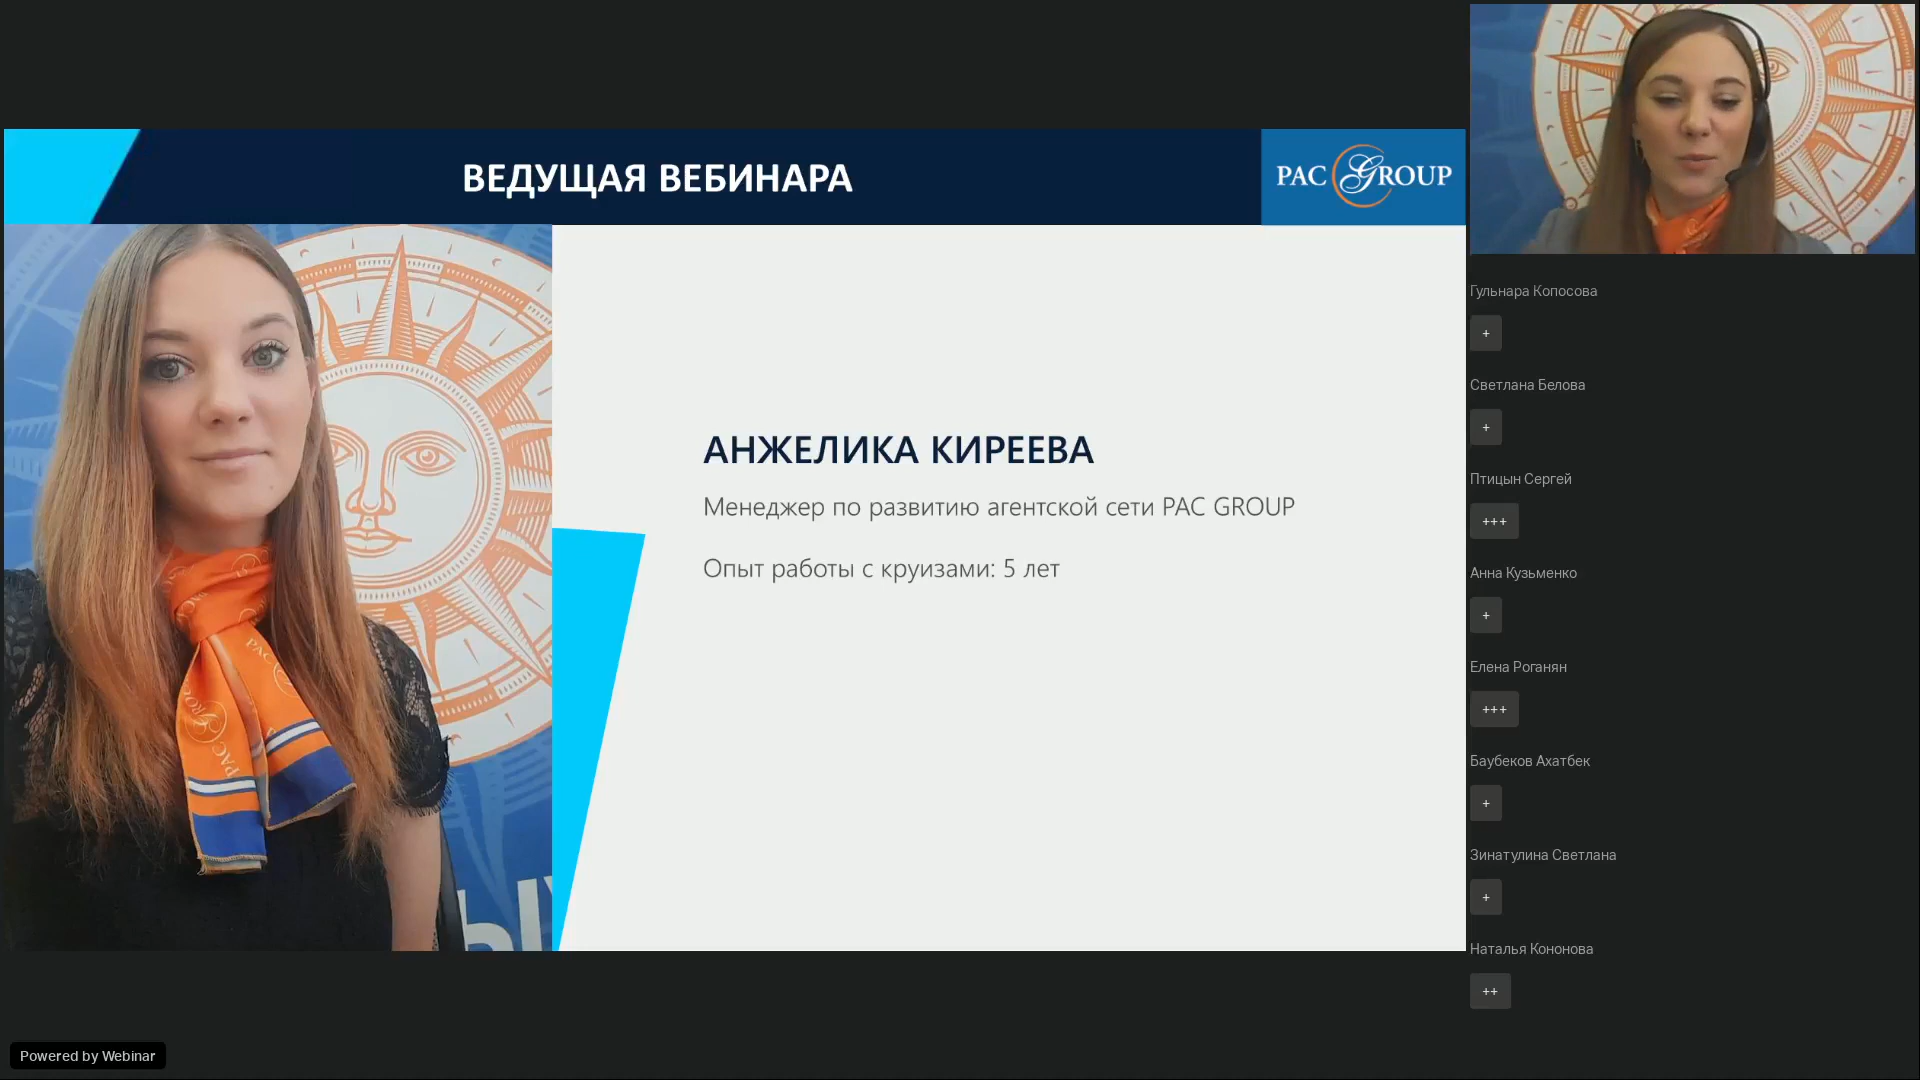 ВЕДУЩАЯ ВЕБИНАРА
PAC GROUP
АНЖЕЛИКА КИРЕЕВА
Менеджер по развитию агентской сети PAC GROUP
Опыт работы с круизами: 5 лет
Гульнара Копосова
+
Светлана Белова
+
Птицын Сергей
+++
Анна Кузьменко
+
Елена Роганян
+++
Баубеков Ахатбек
+
Зинатулина Светлана
+
Наталья Кононова
++
Powered by Webinar